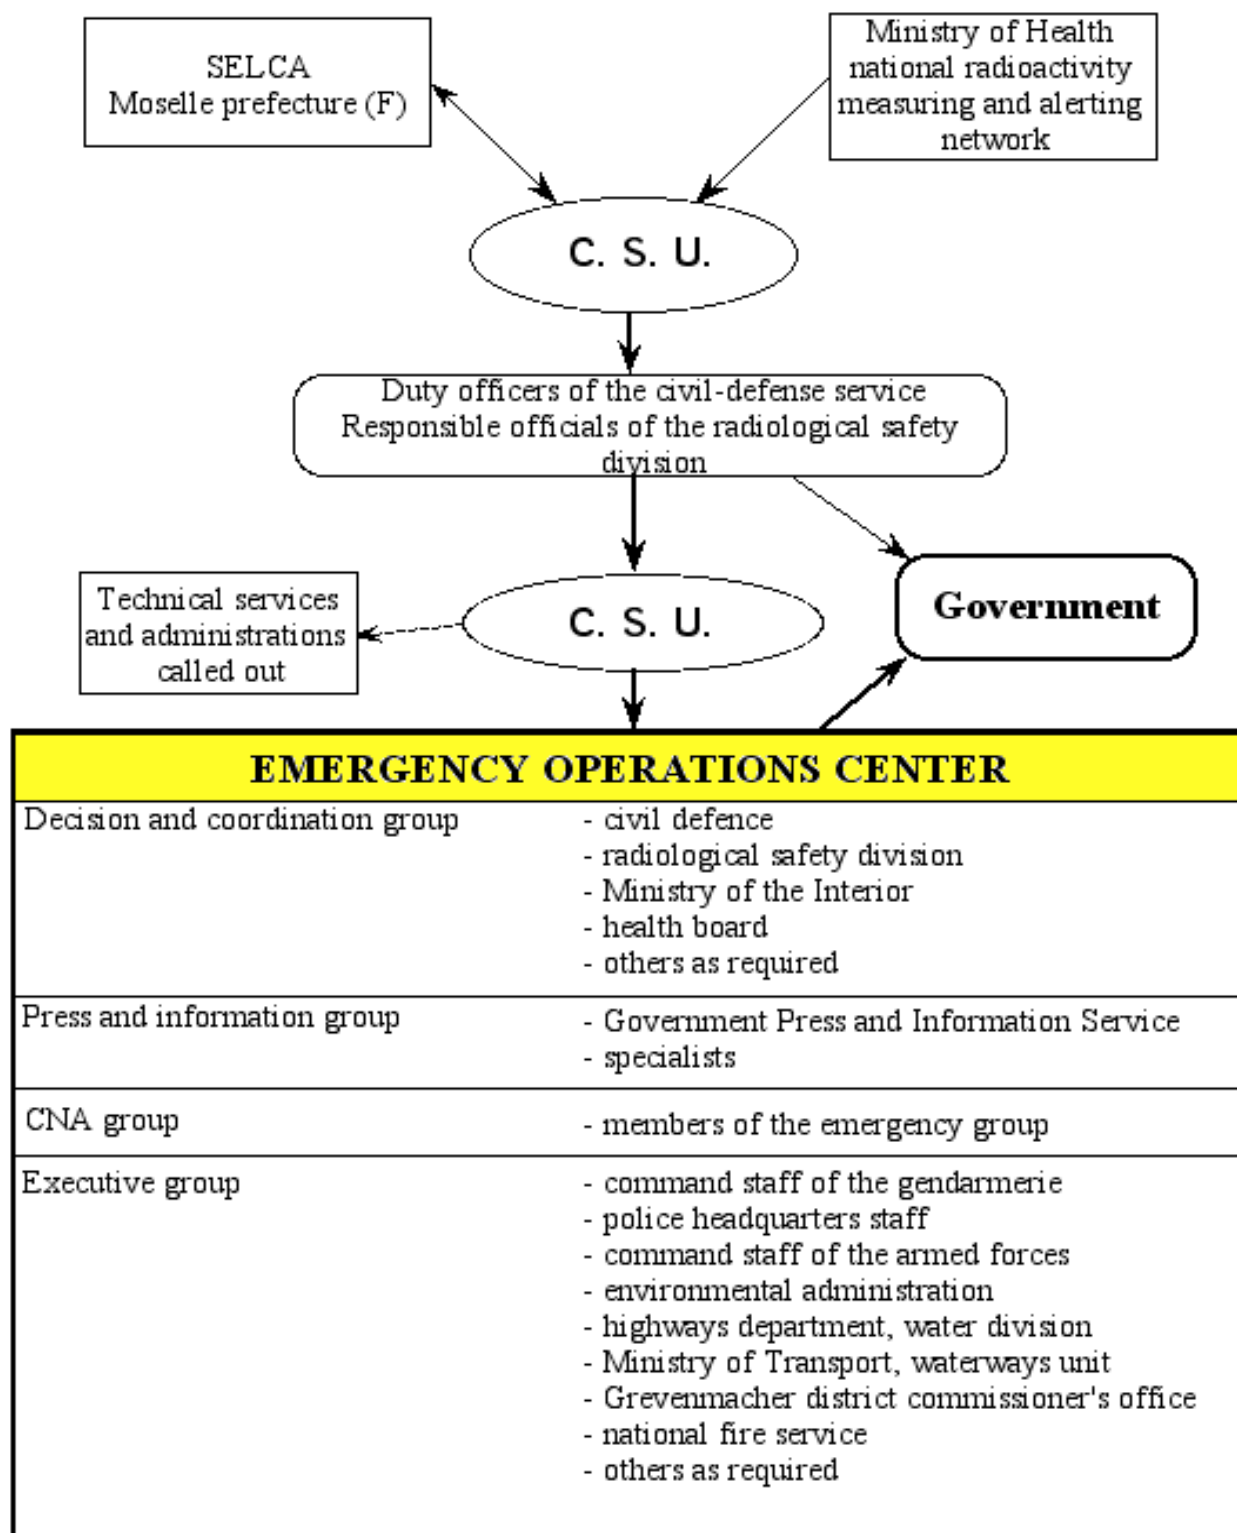 SELCA
Moselle prefecture (F)
Ministry of Health
national radioactivity
measuring and alerting
network
C. S. U.
Duty officers of the civil-defense service
Responsible officials of the radiological safety
division
Technical services
and administrations
called out
C. S. U.
Government
EMERGENCY OPERATIONS CENTER
Decision and coordination group
- civil defence
- radiological safety division
- Ministry of the Interior
- health board
- others as required
Press and information group
- Government Press and Information Service
- specialists
CNA group
- members of the emergency group
Executive group
- command staff of the gendarmerie
- police headquarters staff
- command staff of the armed forces
- environmental administration
- highways department, water division
- Ministry of Transport, waterways unit
- Grevenmacher district commissioner's office
- national fire service
- others as required